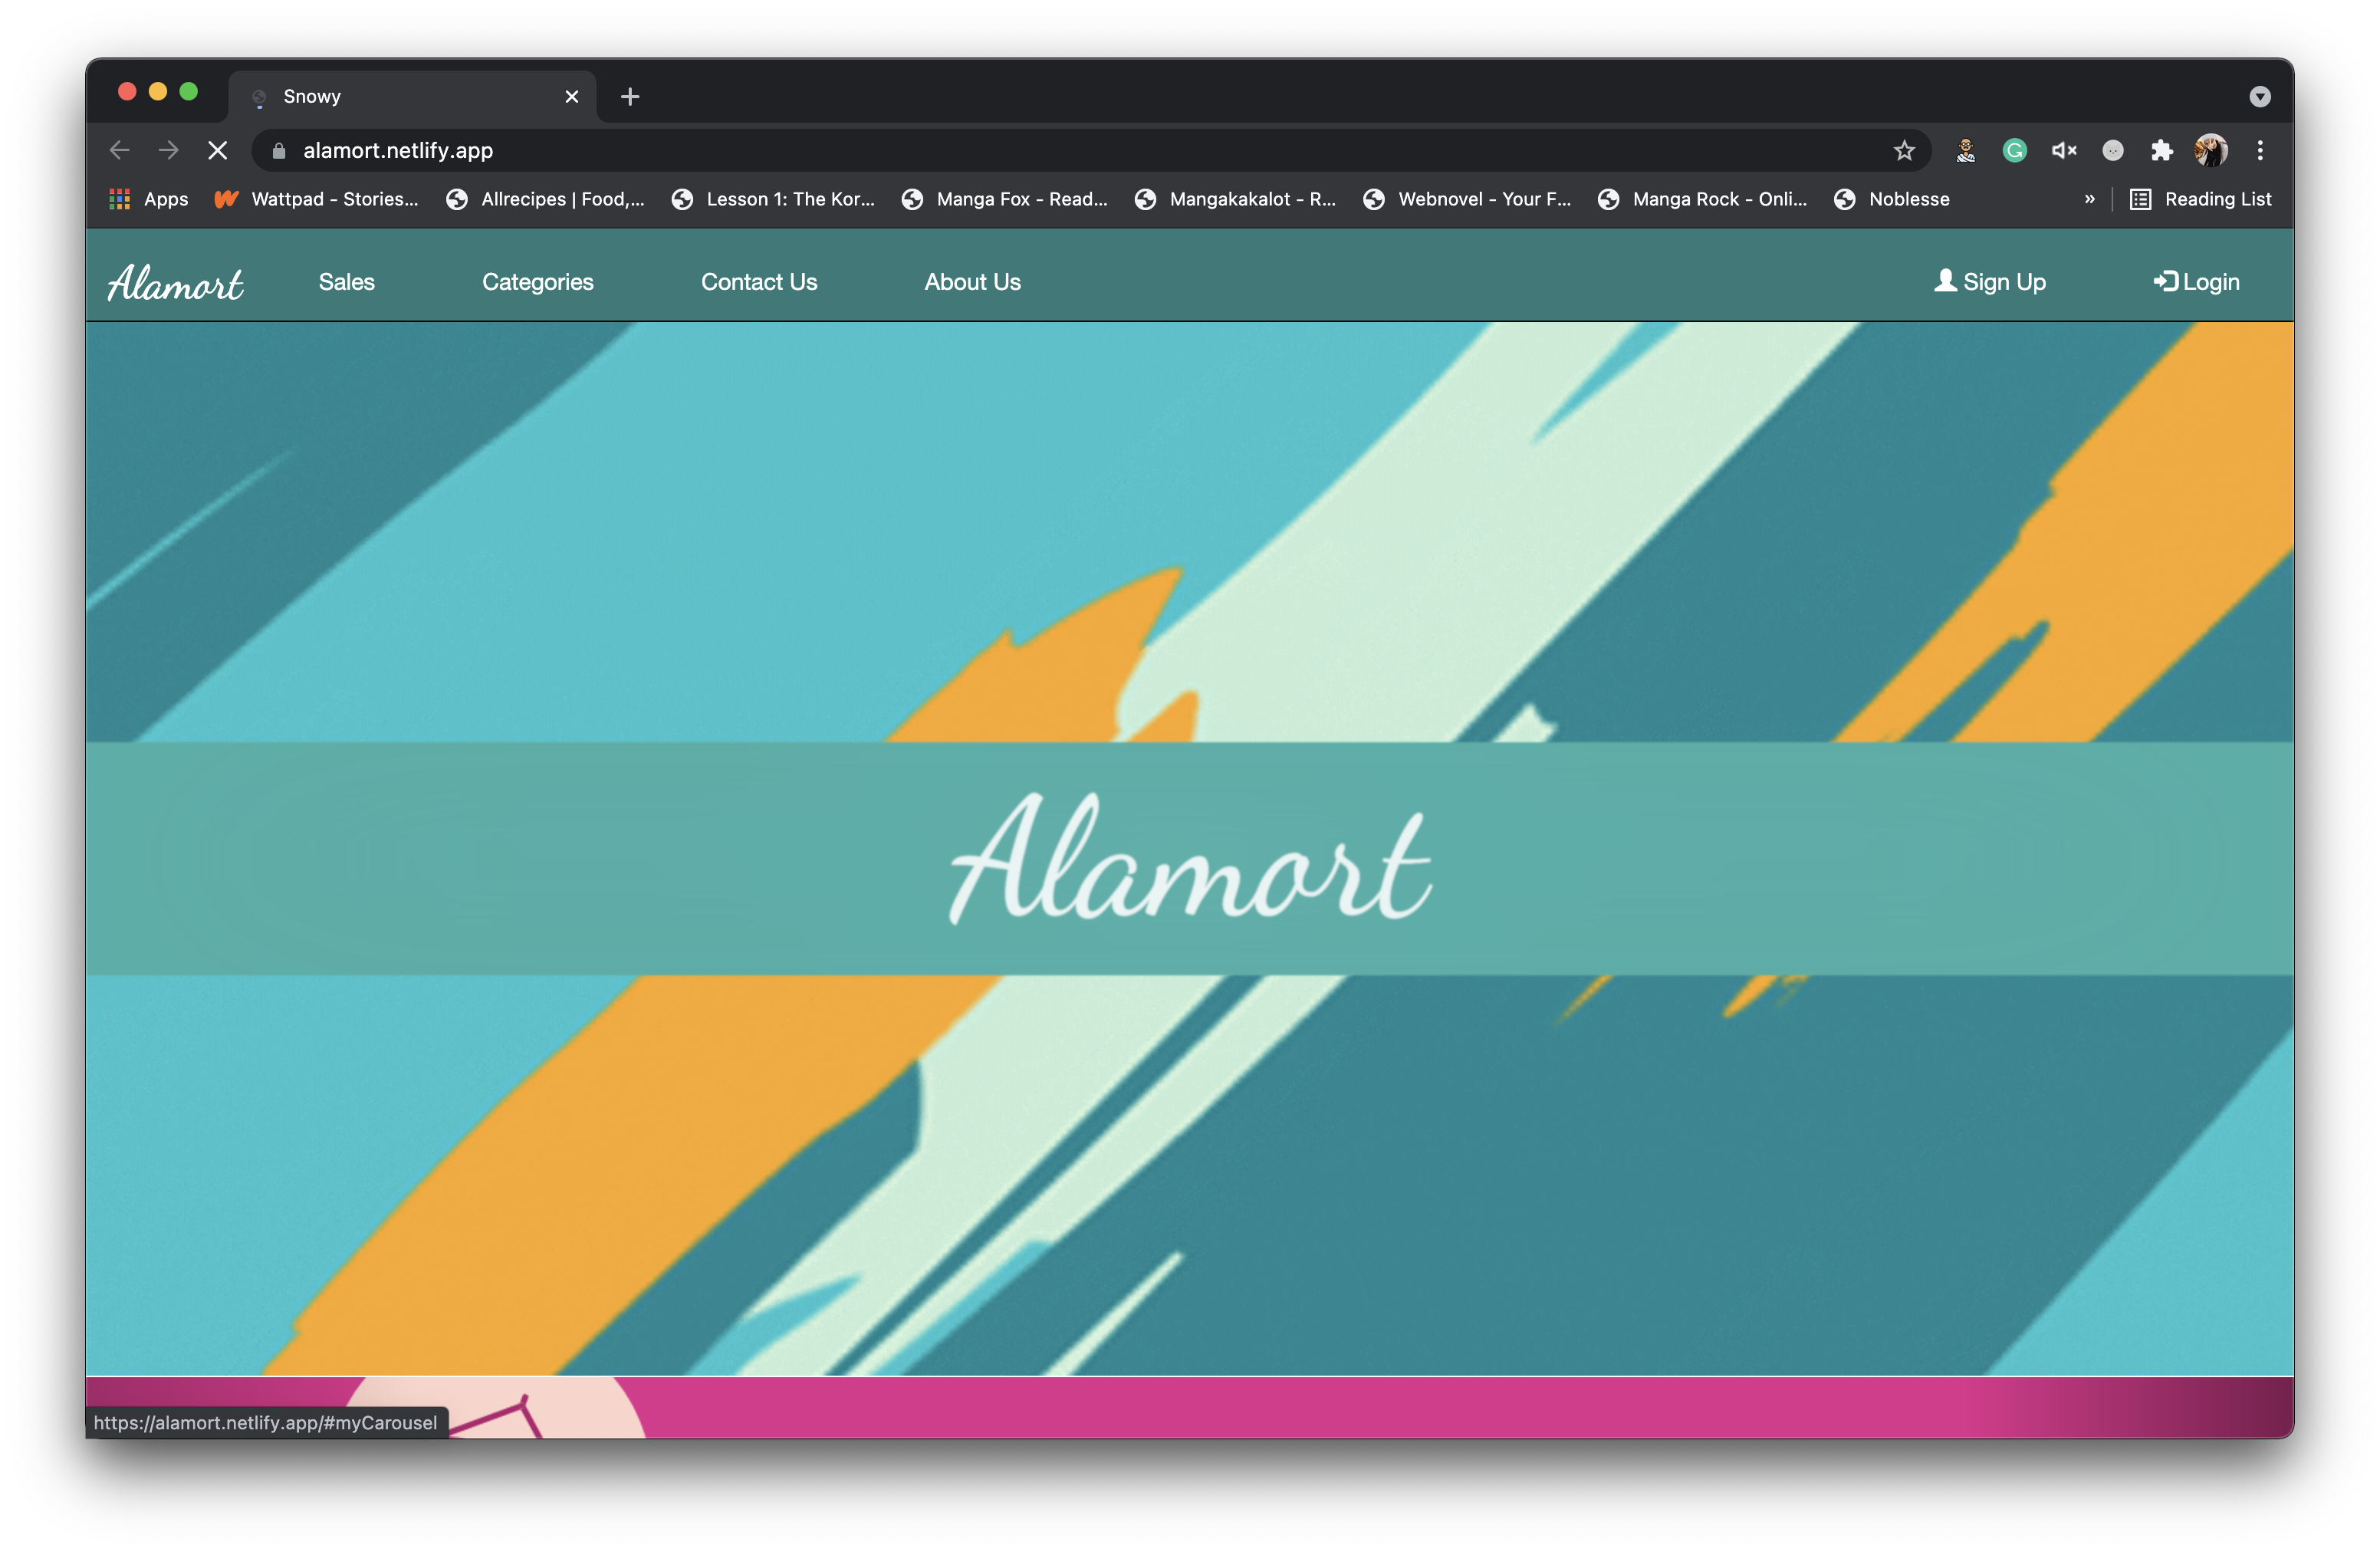 Snowy
alamort.netlify.app
Apps Wattpad - Stories... Allrecipes | Food,... Lesson 1: The Kor... Manga Fox - Read... Mangakakalot - R... Webnovel - Your F... Manga Rock - Onli... Noblesse » Reading List
Alamort Sales Categories Contact Us About Us Sign Up Login
Alamort
https://alamort.netlify.app/#myCarousel